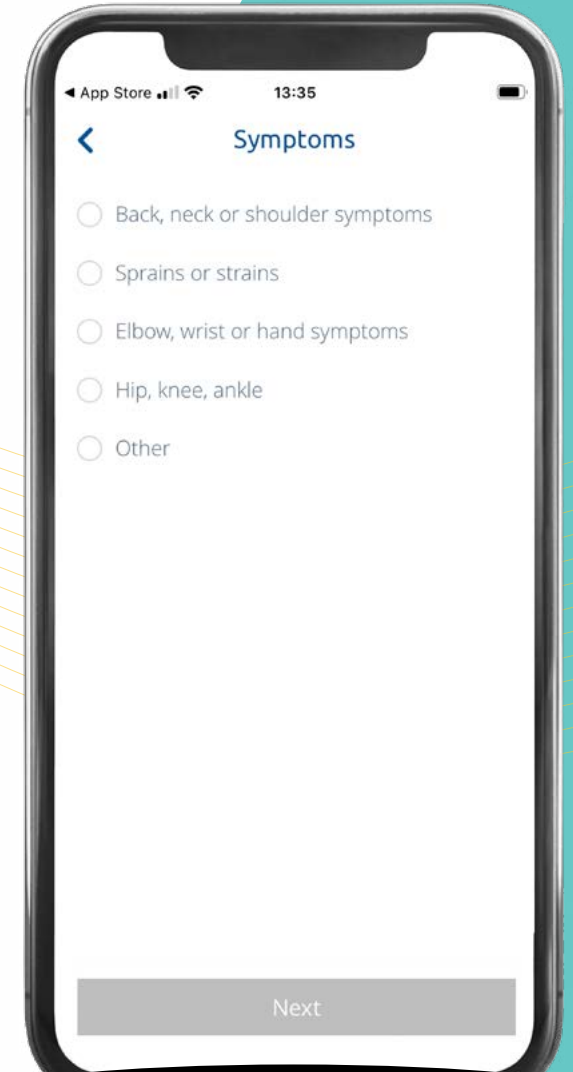 ◀ App Store 13:35
Symptoms
Back, neck or shoulder symptoms
Sprains or strains
Elbow, wrist or hand symptoms
Hip, knee, ankle
Other
Next